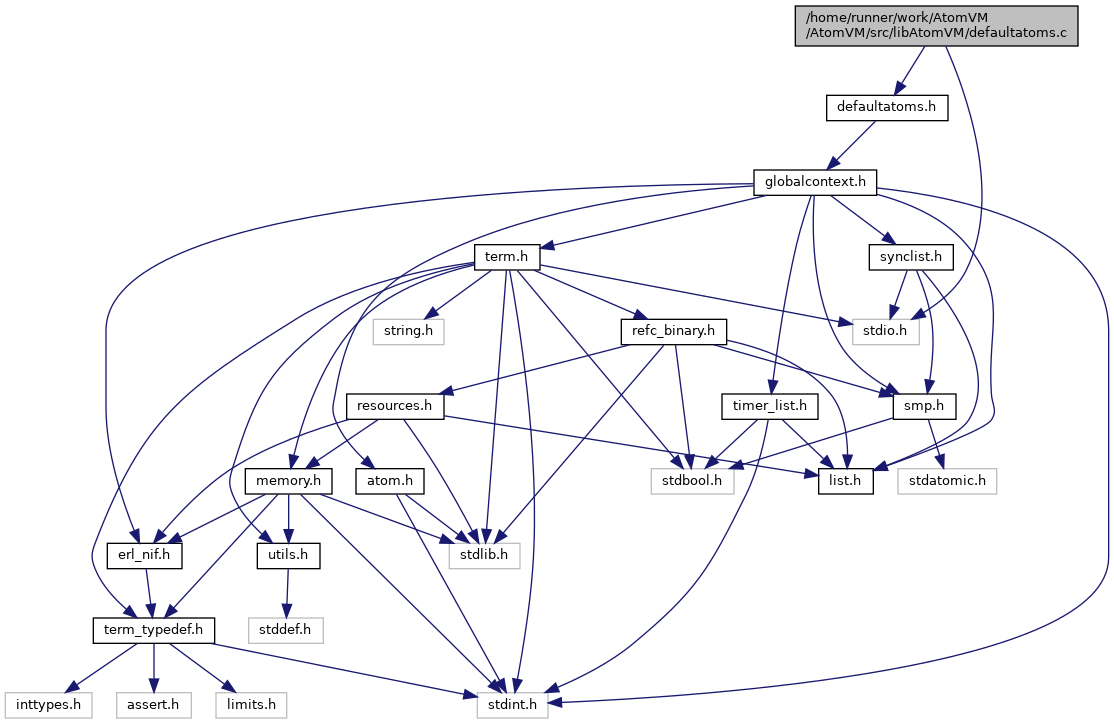 /home/runner/work/AtomVM
/AtomVM/src/libAtomVM/defaultatoms.c
defaultatoms.h
globalcontext.h
term.h
synclist.h
string.h
refc_binary.h
stdio.h
resources.h
timer_list.h
smp.h
memory.h
atom.h
stdbool.h
list.h
stdatomic.h
erl_nif.h
utils.h
stdlib.h
term_typedef.h
stddef.h
inttypes.h
assert.h
limits.h
stdint.h